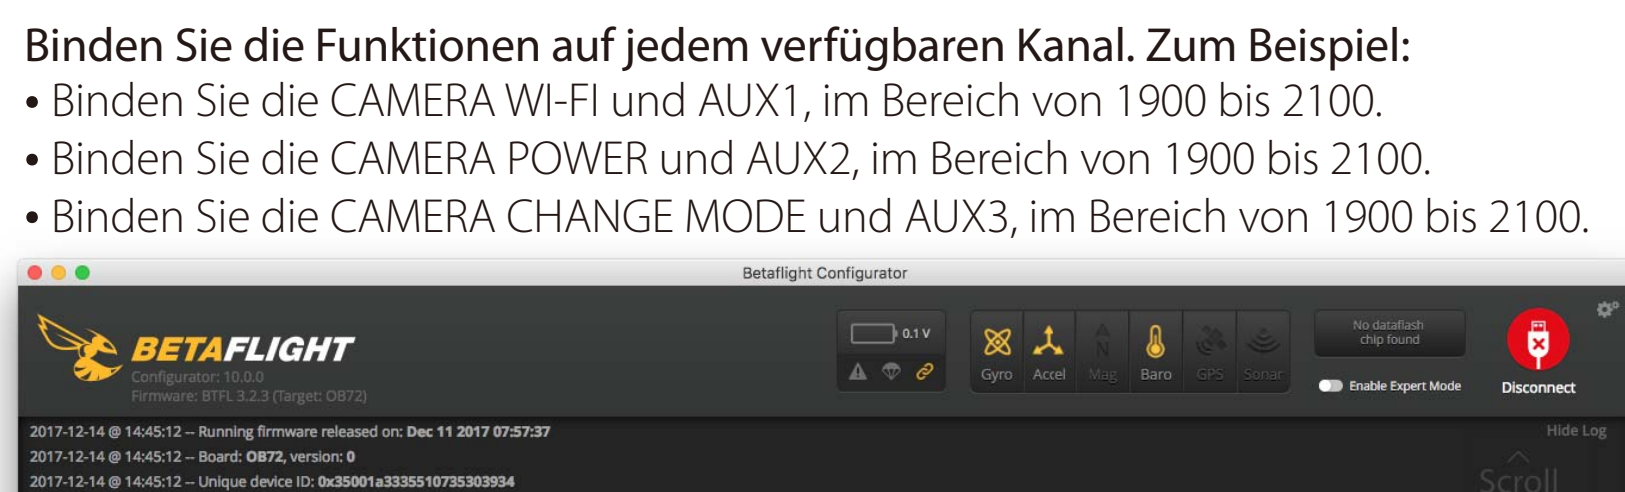 Binden Sie die Funktionen auf jedem verfügbaren Kanal. Zum Beispiel:
• Binden Sie die CAMERA WI-FI und AUX1, im Bereich von 1900 bis 2100.
• Binden Sie die CAMERA POWER und AUX2, im Bereich von 1900 bis 2100.
• Binden Sie die CAMERA CHANGE MODE und AUX3, im Bereich von 1900 bis 2100.
Betaflight Configurator
BETAFLIGHT
Configurator: 10.0.0
Firmware: BTFL 3.2.3 (Target: OB72)
0.1 V
Gyro Accel Mag Baro GPS Sonar
No dataflash
chip found
Enable Expert Mode
Disconnect
2017-12-14 @ 14:45:12 -- Running firmware released on: Dec 11 2017 07:57:37
Hide Log
2017-12-14 @ 14:45:12 -- Board: OB72, version: 0
2017-12-14 @ 14:45:12 -- Unique device ID: 0x35001a3335510735303934
Scroll